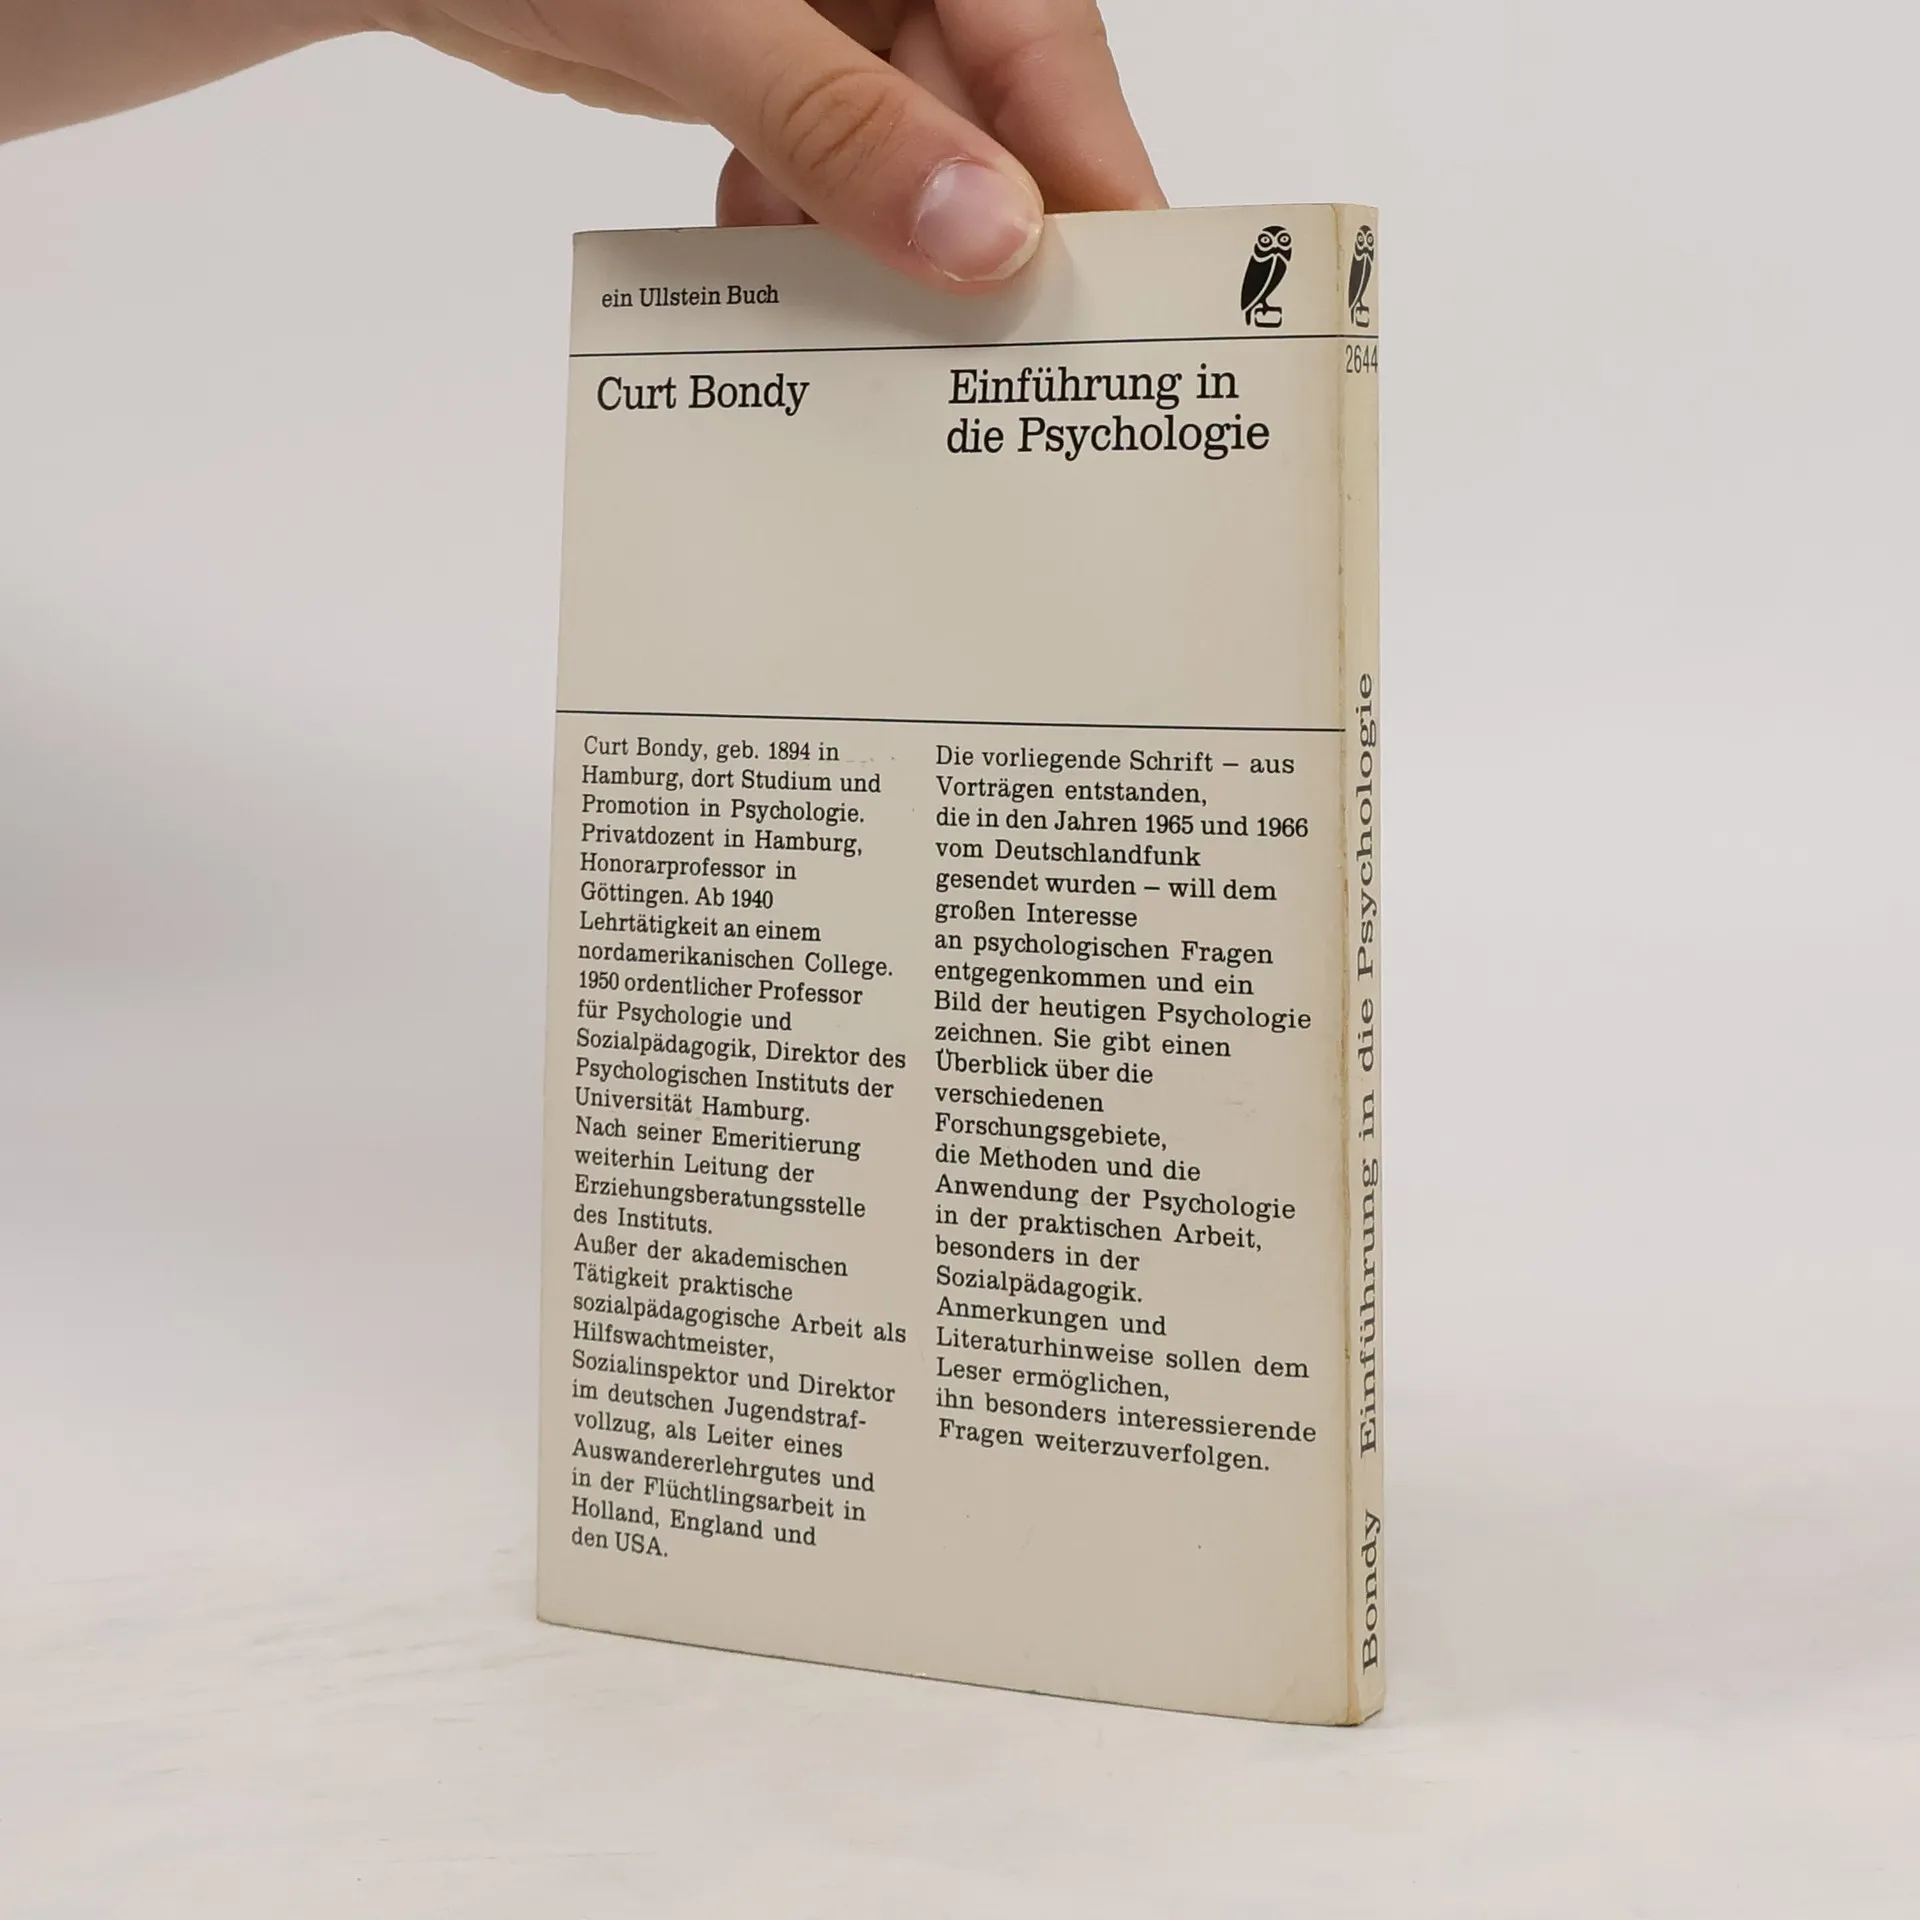 ein Ullstein Buch
Curt Bondy
Einführung in
die Psychologie
Curt Bondy, geb. 1894 in
Hamburg, dort Studium und
Promotion in Psychologie.
Privatdozent in Hamburg,
Honorarprofessor in
Göttingen. Ab 1940
Lehrtätigkeit an einem
nordamerikanischen College.
1950 ordentlicher Professor
für Psychologie und
Sozialpädagogik, Direktor des
Psychologischen Instituts der
Universität Hamburg.
Nach seiner Emeritierung
weiterhin Leitung der
Erziehungsberatungsstelle
des Instituts.
Außer der akademischen
Tätigkeit praktische
sozialpädagogische Arbeit als
Hilfswachtmeister,
Sozialinspektor und Direktor
im deutschen Jugendstraf-
vollzug, als Leiter eines
Auswandererlehrgutes und
in der Flüchtlingsarbeit in
Holland, England und
den USA.
Die vorliegende Schrift – aus
Vorträgen entstanden,
die in den Jahren 1965 und 1966
vom Deutschlandfunk
gesendet wurden – will dem
großen Interesse
an psychologischen Fragen
entgegenkommen und ein
Bild der heutigen Psychologie
zeichnen. Sie gibt einen
Überblick über die
verschiedenen
Forschungsgebiete,
die Methoden und die
Anwendung der Psychologie
in der praktischen Arbeit,
besonders in der
Sozialpädagogik.
Anmerkungen und
Literaturhinweise sollen dem
Leser ermöglichen,
ihn besonders interessierende
Fragen weiterzuverfolgen.
2644
Bondy Einführung in die Psychologie